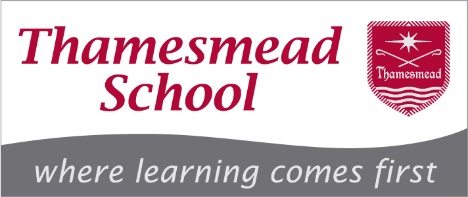 Thamesmead
School
Thamesmead
where learning comes first